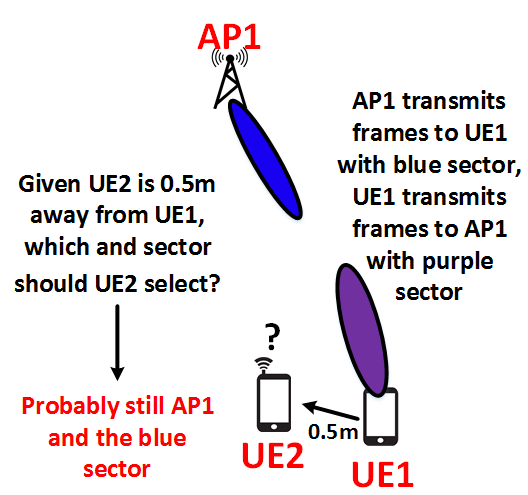 AP1
AP1 transmits
frames to UE1
with blue sector,
UE1 transmits
frames to AP1
with purple
sector
Given UE2 is 0.5m
away from UE1,
which and sector
should UE2 select?
Probably still AP1
and the blue
sector
?
UE2
0.5m
UE1